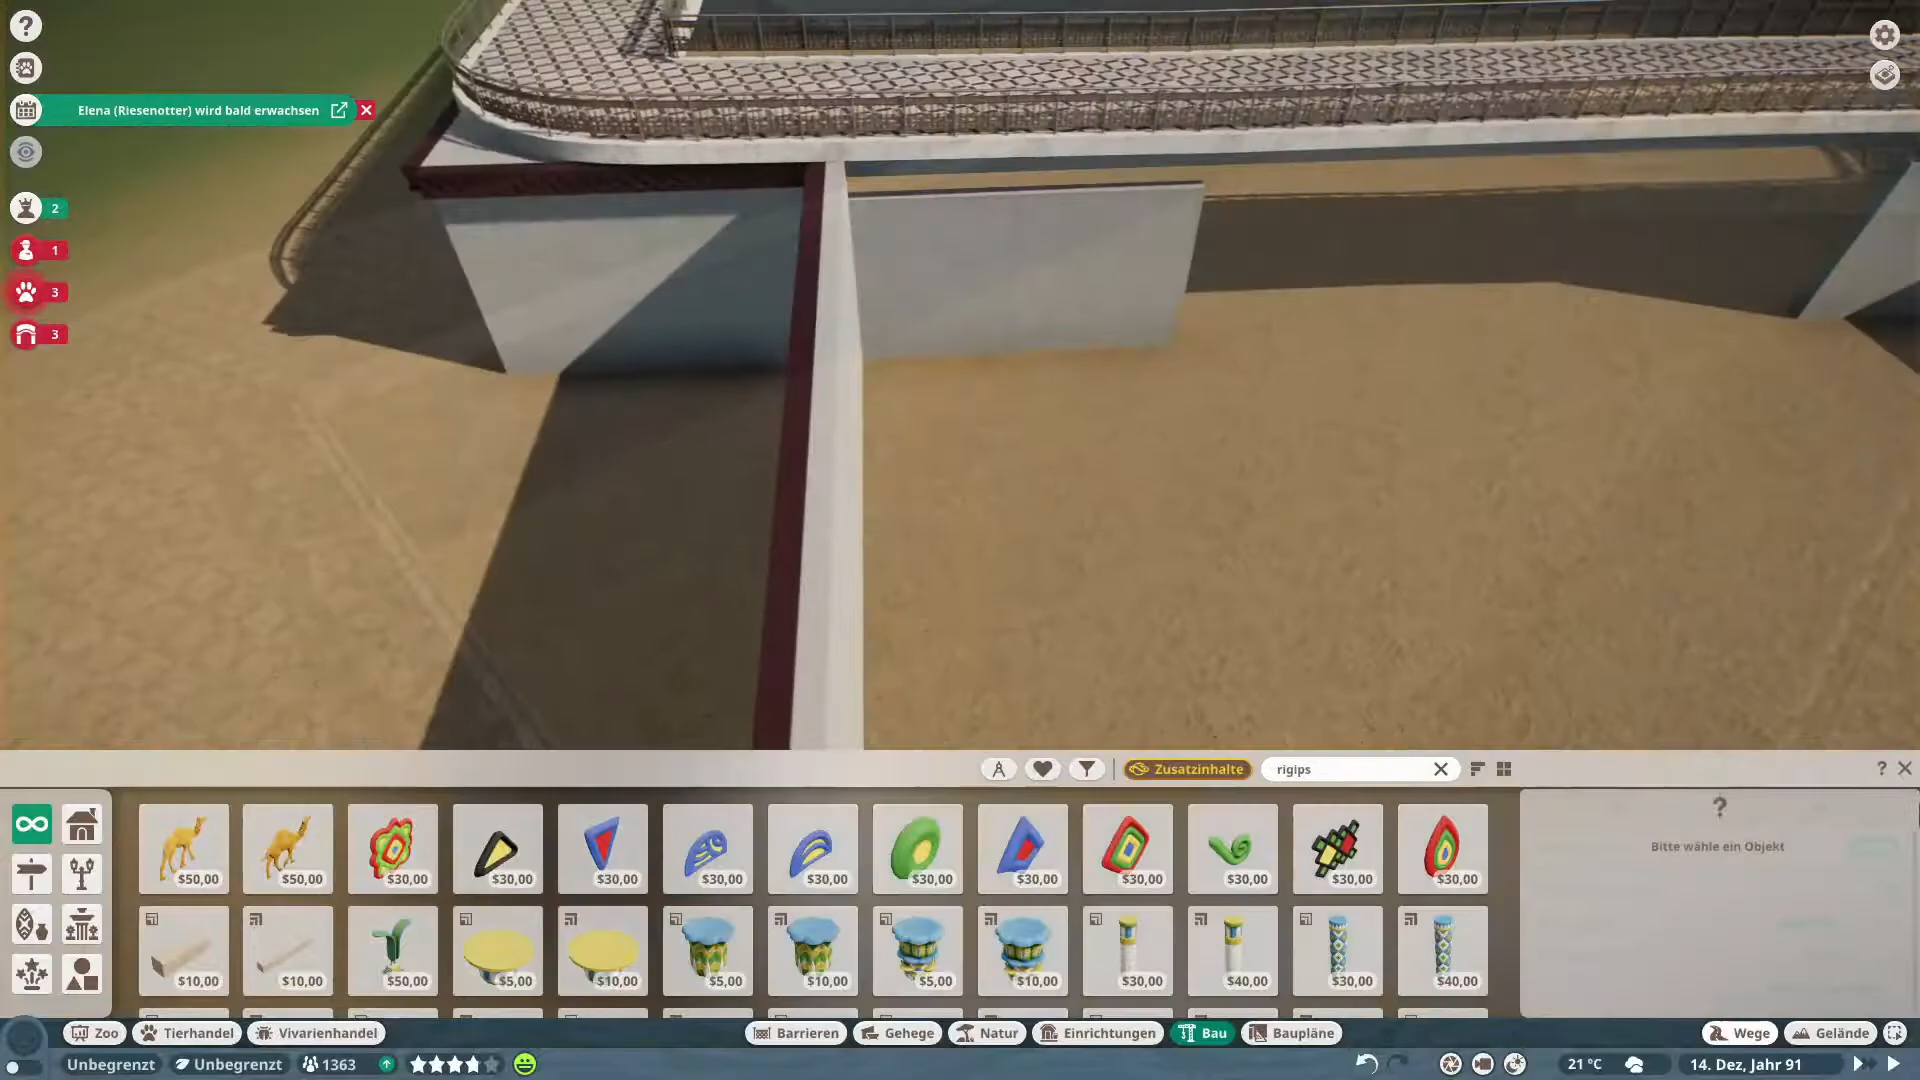 Elena (Riesenotter) wird bald erwachsen
2
1
3
3
Zusatzinhalte
rigips
?
$50,00 $50,00 $30,00 $30,00 $30,00 $30,00 $30,00 $30,00 $30,00 $30,00 $30,00 $30,00 $30,00
?
Bitte wähle ein Objekt
$10,00 $10,00 $50,00 $5,00 $10,00 $5,00 $10,00 $5,00 $10,00 $30,00 $40,00 $30,00 $40,00
Zoo Tierhandel Vivarienhandel Barrieren Gehege Natur Einrichtungen Bau Baupläne Wege Gelände
Unbegrenzt Unbegrenzt 1363 21 °C 14. Dez, Jahr 91